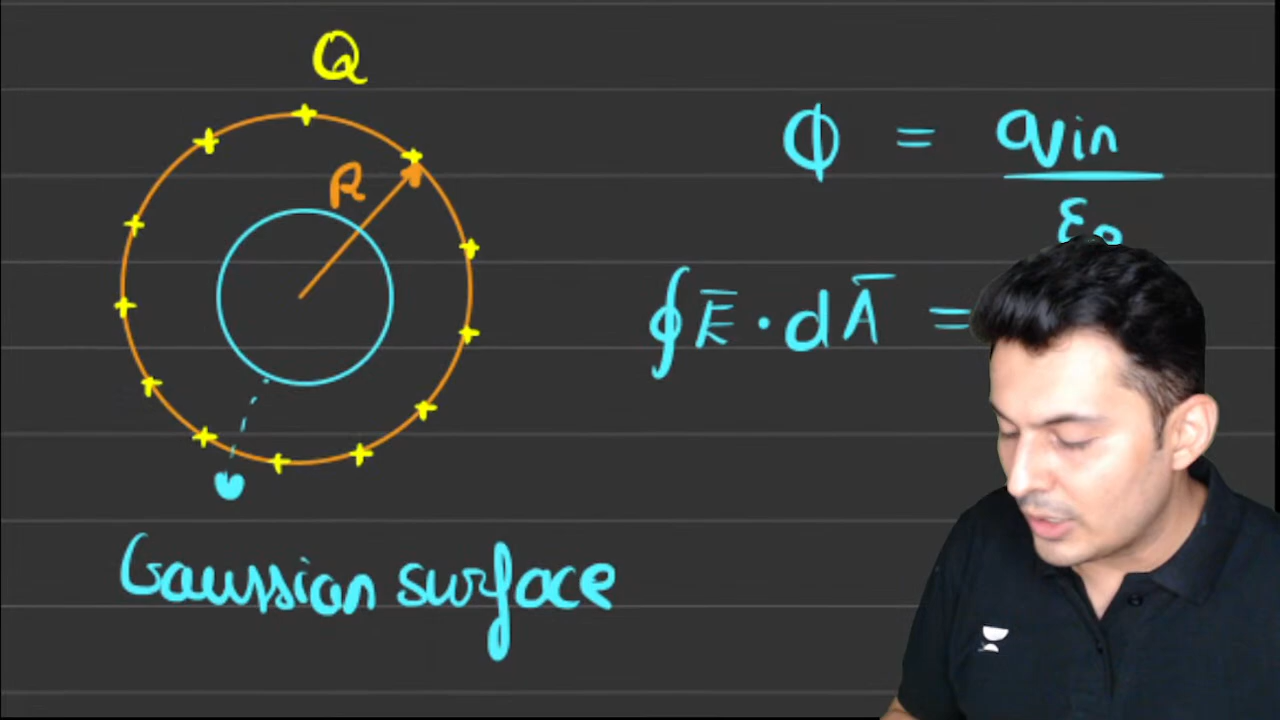 Q
R
Gaussian surface
Φ = qin/ε₀
∮E̅・dA̅ =